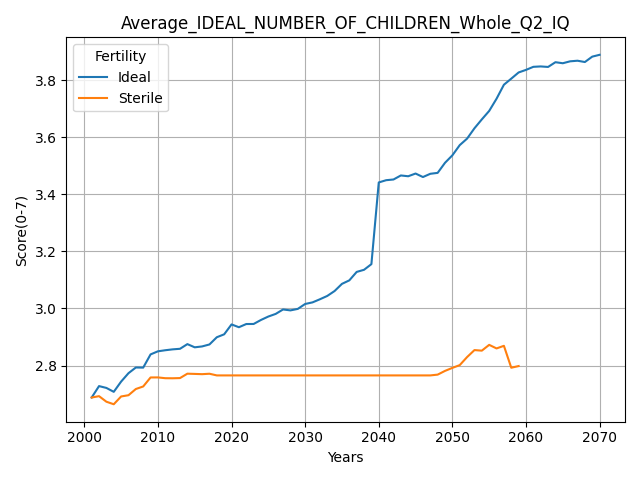 Average_IDEAL_NUMBER_OF_CHILDREN_Whole_Q2_IQ
Fertility
Ideal
Sterile
Score(0-7)
3.8
3.6
3.4
3.2
3.0
2.8
2000 2010 2020 2030 2040 2050 2060 2070
Years